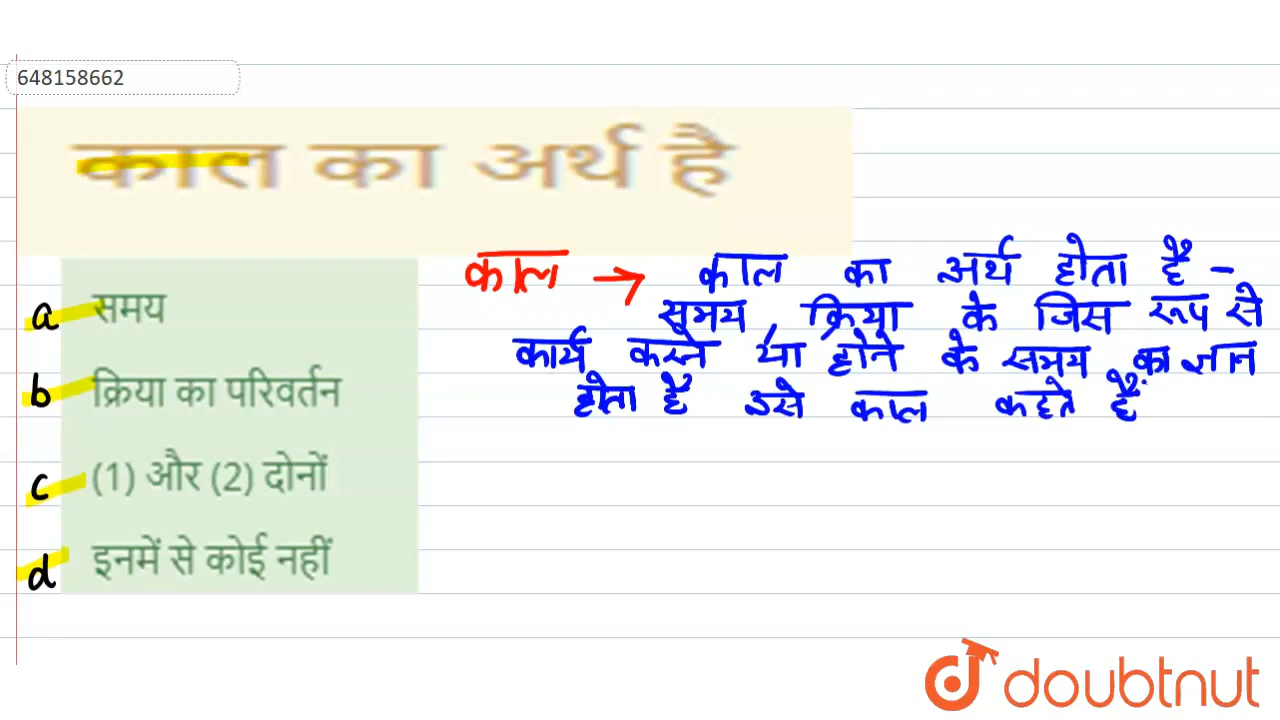 648158662
काल का अर्थ है
a समय
b क्रिया का परिवर्तन
c (1) और (2) दोनों
d इनमें से कोई नहीं
काल → काल का अर्थ होता है -
समय, क्रिया के जिस रूप से
कार्य करने या होने के समय का ज्ञान
होता है उसे काल कहते हैं
doubtnut